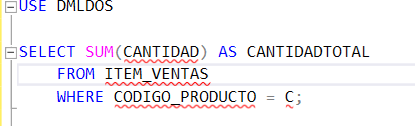 USE DMLDOS
SELECT SUM(CANTIDAD) AS CANTIDADTOTAL
FROM ITEM_VENTAS
WHERE CODIGO_PRODUCTO = C;